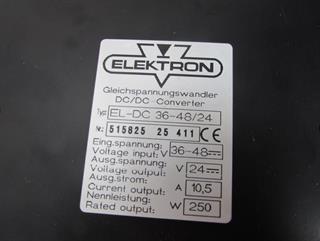 ELEKTRON
Gleichspannungswandler
DC/DC-Converter
Type EL-DC 36-48/24
Nr. 515825 25 411 CE
Eing.spannung:
Voltage input: V 36-48
Ausg.spannung:
Voltage output: V 24
Ausg.strom:
Current output: A 10,5
Nennleistung:
Rated output: W 250